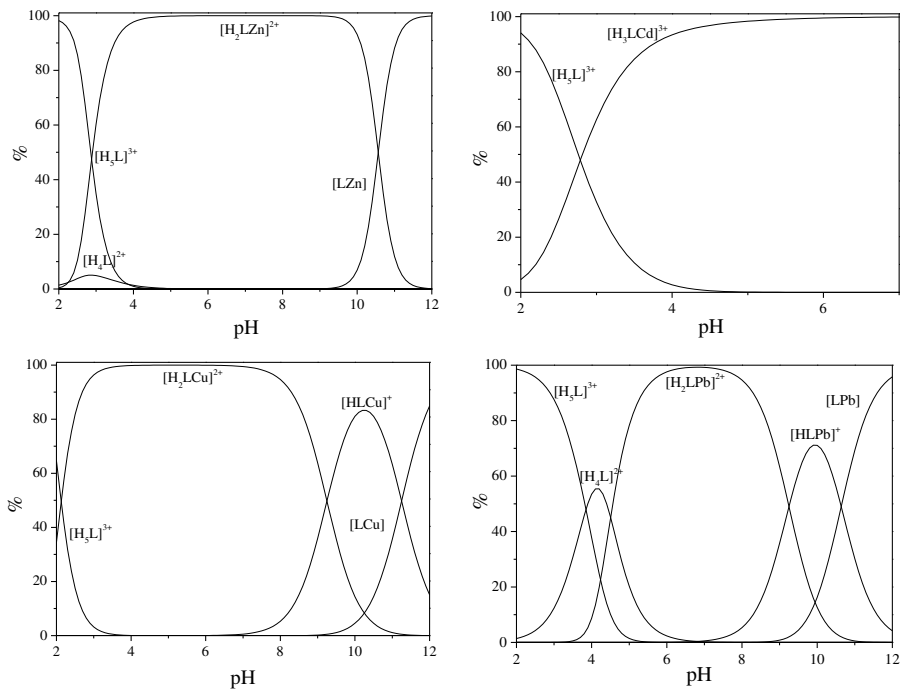 100
80
60
40
20
0
%
[H₂LZn]²⁺
[H₅L]³⁺
[LZn]
[H₄L]²⁺
2 4 6 8 10 12
pH
100
80
60
40
20
0
%
[H₃LCd]³⁺
[H₅L]³⁺
2 4 6
pH
100
80
60
40
20
0
%
[H₂LCu]²⁺
[HLCu]⁺
[LCu]
[H₅L]³⁺
2 4 6 8 10 12
pH
100
80
60
40
20
0
%
[H₅L]³⁺
[H₂LPb]²⁺
[LPb]
[HLPb]⁺
[H₄L]²⁺
2 4 6 8 10 12
pH